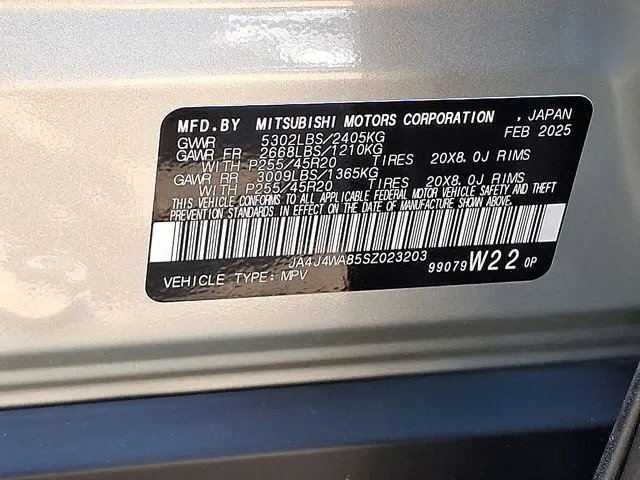 MFD.BY MITSUBISHI MOTORS CORPORATION , JAPAN
GVWR 5302LBS/2405KG FEB 2025
GAWR FR 2668LBS/1210KG
WITH P255/45R20 TIRES 20X8.0J RIMS
GAWR RR 3009LBS/1365KG
WITH P255/45R20 TIRES 20X8.0J RIMS
THIS VEHICLE CONFORMS TO ALL APPLICABLE FEDERAL MOTOR VEHICLE SAFETY AND THEFT
PREVENTION STANDARDS IN EFFECT ON THE DATE OF MANUFACTURE SHOWN ABOVE.
JA4J4WA85SZ023203
VEHICLE TYPE: MPV 99079 W22 0P